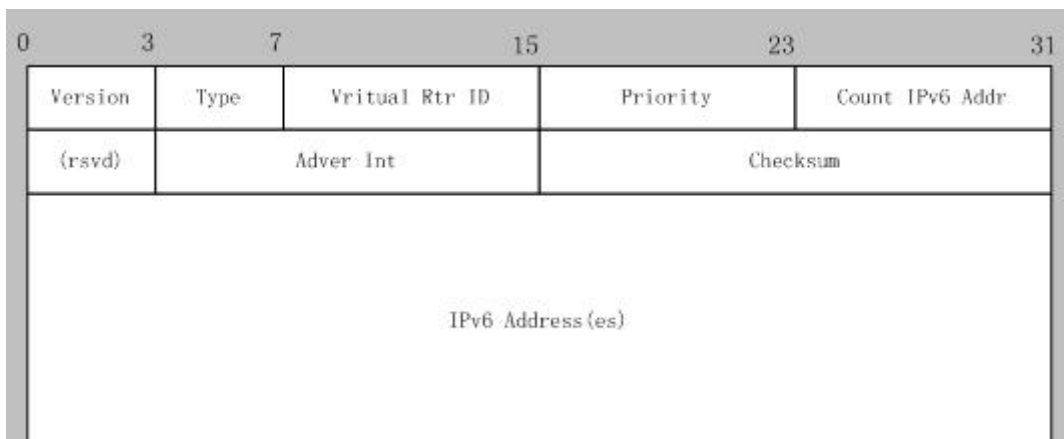 0 3 7 15 23 31
Version Type Vritual Rtr ID Priority Count IPv6 Addr
(rsvd) Adver Int Checksum
IPv6 Address(es)